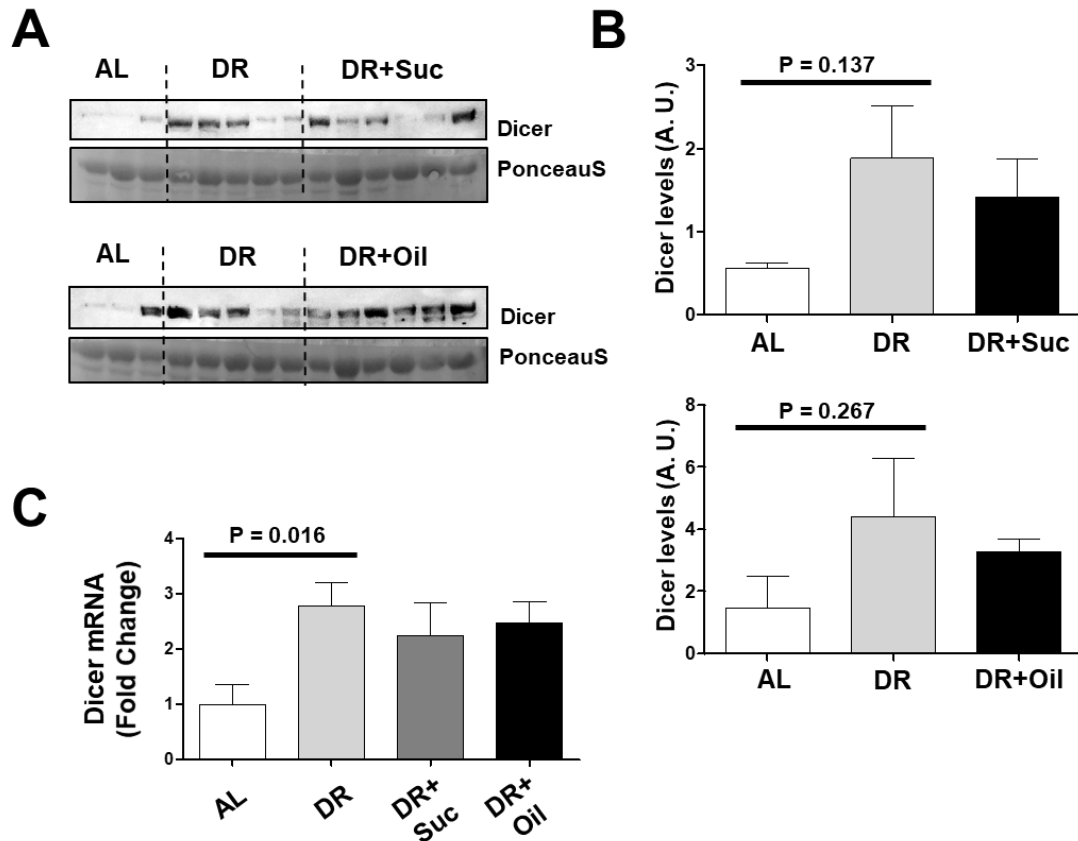 A
AL DR DR+Suc
Dicer
PonceauS
AL DR DR+Oil
Dicer
PonceauS
B
P = 0.137
Dicer levels (A. U.)
3
2
1
0
AL DR DR+Suc
P = 0.267
Dicer levels (A. U.)
8
6
4
2
0
AL DR DR+Oil
C
P = 0.016
Dicer mRNA
(Fold Change)
4
3
2
1
0
AL DR DR+ DR+
Suc Oil